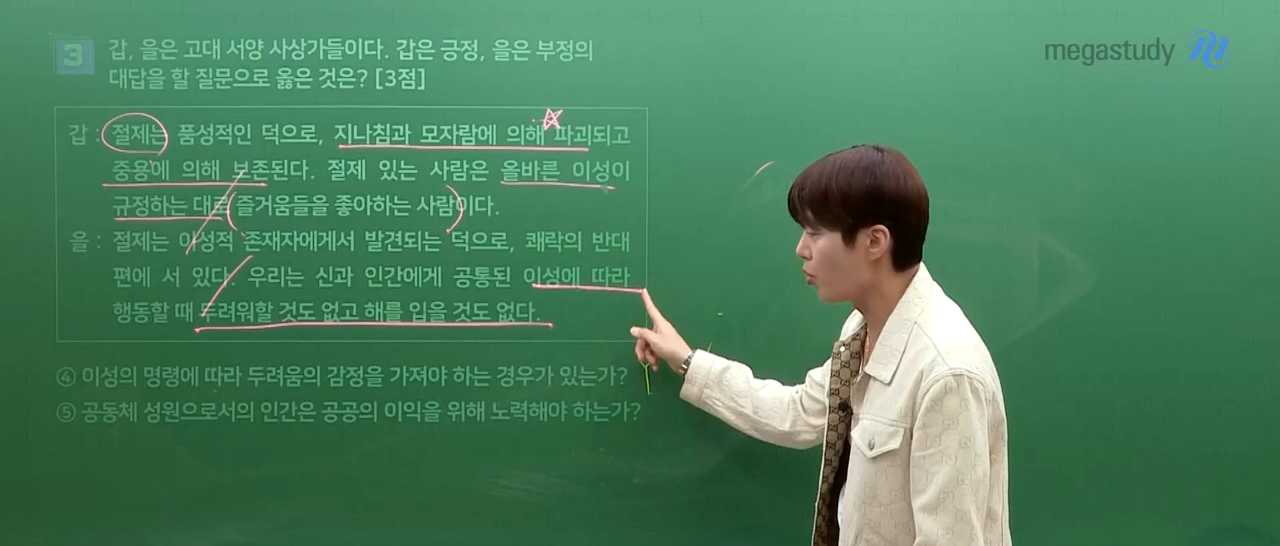 3 갑, 을은 고대 서양 사상가들이다. 갑은 긍정, 을은 부정의
대답을 할 질문으로 옳은 것은? [3점]
megastudy
갑 : 절제는 품성적인 덕으로, 지나침과 모자람에 의해 파괴되고
중용에 의해 보존된다. 절제 있는 사람은 올바른 이성이
규정하는 대로 즐거움들을 좋아하는 사람이다.
을 : 절제는 이성적 존재자에게서 발견되는 덕으로, 쾌락의 반대
편에 서 있다. 우리는 신과 인간에게 공통된 이성에 따라
행동할 때 두려워할 것도 없고 해를 입을 것도 없다.
④ 이성의 명령에 따라 두려움의 감정을 가져야 하는 경우가 있는가?
⑤ 공동체 성원으로서의 인간은 공공의 이익을 위해 노력해야 하는가?